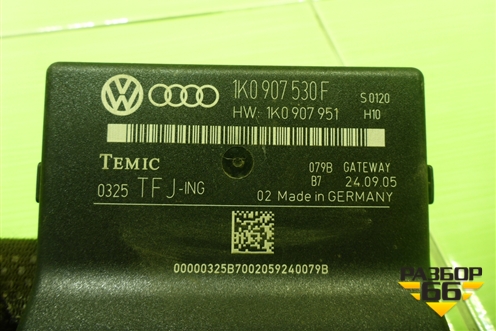 1K0 907 530 F
S 0120
HW: 1K0 907 951
H10
TEMIC
079B GATEWAY
0325 TFJ-ING
B7 24.09.05
02 Made in GERMANY
00000325B7002059240079B
РАЗБОР
66